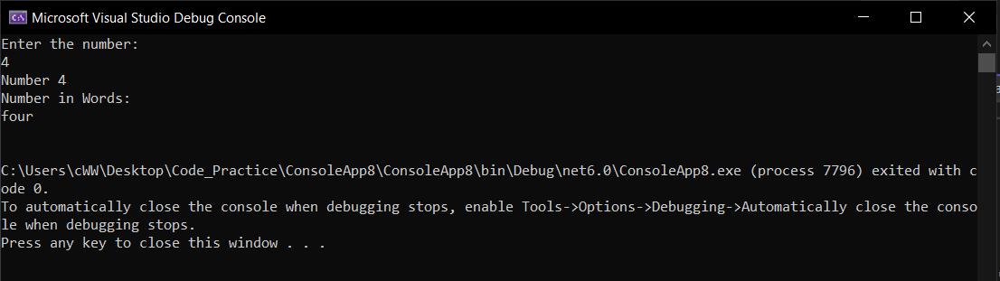 Microsoft Visual Studio Debug Console
Enter the number:
4
Number 4
Number in Words:
four
C:\Users\cWW\Desktop\Code_Practice\ConsoleApp8\ConsoleApp8\bin\Debug\net6.0\ConsoleApp8.exe (process 7796) exited with c
ode 0.
To automatically close the console when debugging stops, enable Tools->Options->Debugging->Automatically close the conso
le when debugging stops.
Press any key to close this window . . .